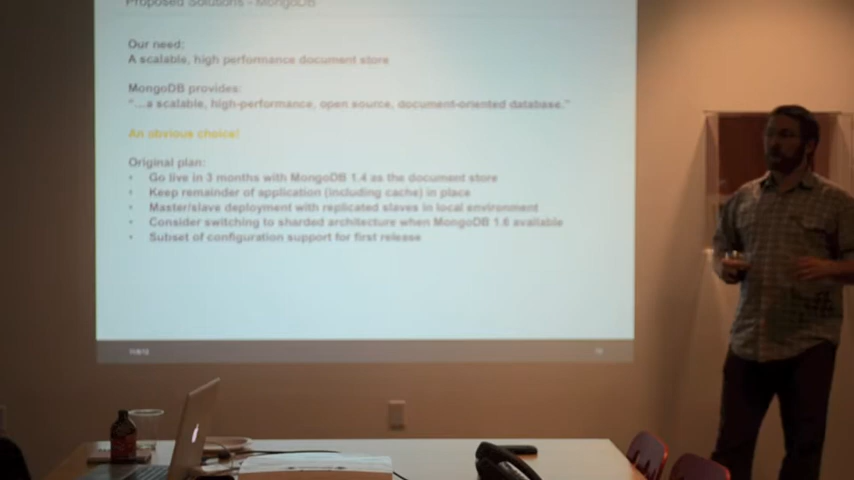 Proposed Solutions - MongoDB
Our need:
A scalable, high performance document store
MongoDB provides:
"...a scalable, high-performance, open source, document-oriented database."
An obvious choice!
Original plan:
• Go live in 3 months with MongoDB 1.4 as the document store
• Keep remainder of application (including cache) in place
• Master/slave deployment with replicated slaves in local environment
• Consider switching to sharded architecture when MongoDB 1.6 available
• Subset of configuration support for first release